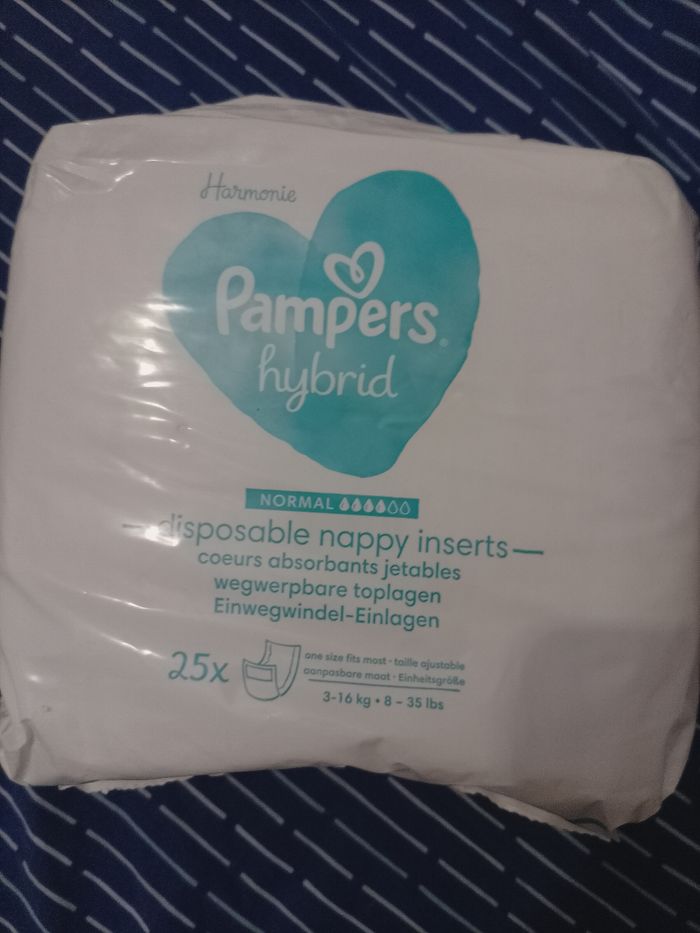 Harmonie
Pampers®
hybrid
NORMAL
disposable nappy inserts
coeurs absorbants jetables
wegwerpbare toplagen
Einwegwindel-Einlagen
25x
one size fits most · taille ajustable
aanpasbare maat · Einheitsgröße
3-16 kg • 8 – 35 lbs